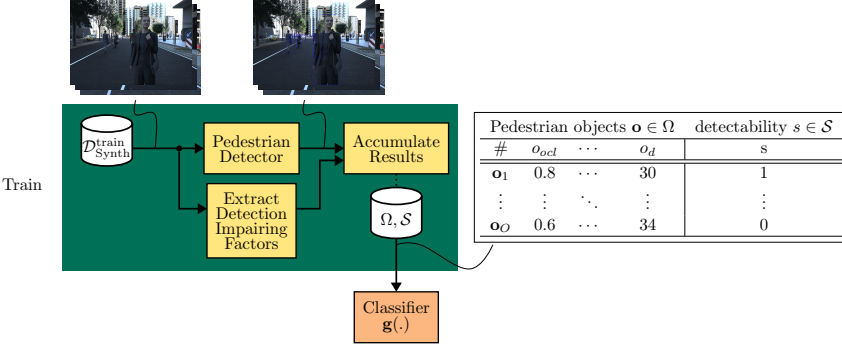 Train
𝒟^train_Synth
Pedestrian
Detector
Accumulate
Results
Extract
Detection
Impairing
Factors
Ω, 𝒮
Classifier
g(.)
Pedestrian objects o ∈ Ω detectability s ∈ 𝒮
# o_ocl ⋯ o_d s
o_1 0.8 ⋯ 30 1
⋮ ⋮ ⋱ ⋮ ⋮
o_O 0.6 ⋯ 34 0